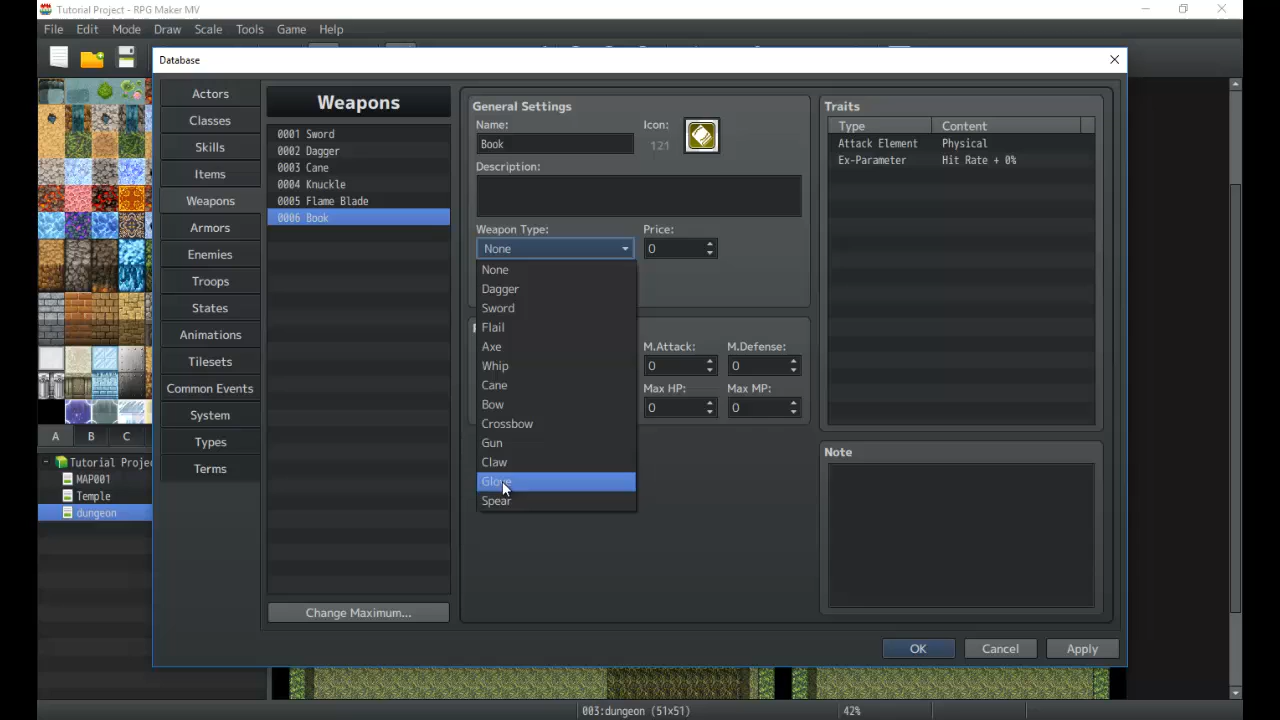 Tutorial Project - RPG Maker MV
File Edit Mode Draw Scale Tools Game Help
Database
Actors
Classes
Skills
Items
Weapons
Armors
Enemies
Troops
States
Animations
Tilesets
Common Events
System
Types
Terms
Weapons
0001 Sword
0002 Dagger
0003 Cane
0004 Knuckle
0005 Flame Blade
0006 Book
Change Maximum...
General Settings
Name:
Book
Icon:
121
Description:
Weapon Type:
None
Price:
0
None
Dagger
Sword
Flail
Axe
Whip
Cane
Bow
Crossbow
Gun
Claw
Glove
Spear
M.Attack: M.Defense:
0 0
Max HP: Max MP:
0 0
Traits
Type Content
Attack Element Physical
Ex-Parameter Hit Rate + 0%
Note
OK Cancel Apply
A B C
Tutorial Projec
MAP001
Temple
dungeon
003:dungeon (51x51) 42%